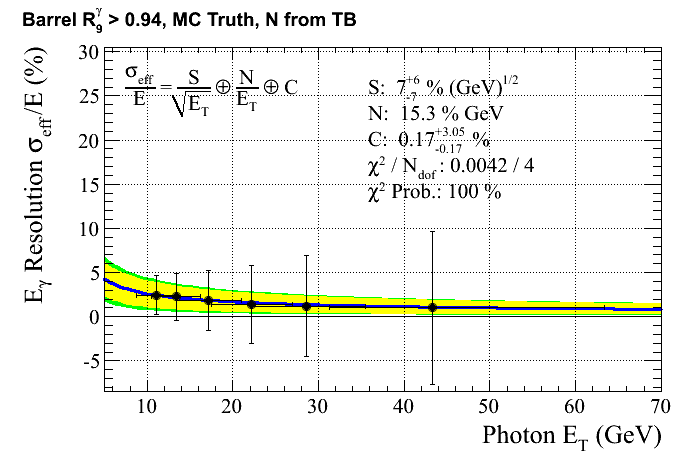 Barrel R₉^γ > 0.94, MC Truth, N from TB
E_γ Resolution σ_eff/E (%)
30
25
20
15
10
5
0
-5
σ_eff/E = S/√E_T ⊕ N/E_T ⊕ C
S: 7^{+6}_{-7} % (GeV)^{1/2}
N: 15.3 % GeV
C: 0.17^{+3.05}_{-0.17} %
χ² / N_dof : 0.0042 / 4
χ² Prob.: 100 %
10 20 30 40 50 60 70
Photon E_T (GeV)